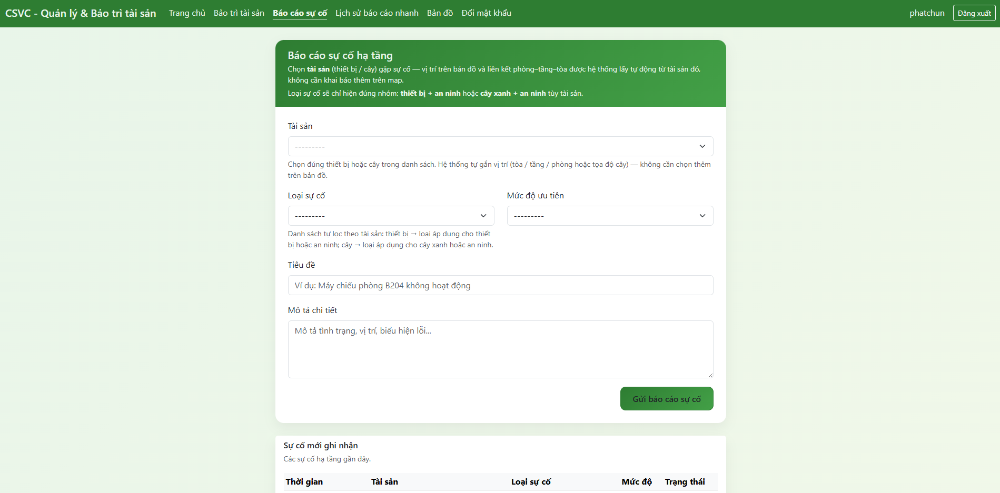 CSVC - Quản lý & Bảo trì tài sản Trang chủ Bảo trì tài sản Báo cáo sự cố Lịch sử báo cáo nhanh Bản đồ Đổi mật khẩu phatchun Đăng xuất
Báo cáo sự cố hạ tầng
Chọn tài sản (thiết bị / cây) gặp sự cố — vị trí trên bản đồ và liên kết phòng–tầng–tòa được hệ thống lấy tự động từ tài sản đó,
không cần khai báo thêm trên map.
Loại sự cố sẽ chỉ hiện đúng nhóm: thiết bị + an ninh hoặc cây xanh + an ninh tùy tài sản.
Tài sản
---------
Chọn đúng thiết bị hoặc cây trong danh sách. Hệ thống tự gắn vị trí (tòa / tầng / phòng hoặc tọa độ cây) — không cần chọn thêm
trên bản đồ.
Loại sự cố
---------
Danh sách tự lọc theo tài sản: thiết bị → loại áp dụng cho thiết
bị hoặc an ninh; cây → loại áp dụng cho cây xanh hoặc an ninh.
Mức độ ưu tiên
---------
Tiêu đề
Ví dụ: Máy chiếu phòng B204 không hoạt động
Mô tả chi tiết
Mô tả tình trạng, vị trí, biểu hiện lỗi...
Gửi báo cáo sự cố
Sự cố mới ghi nhận
Các sự cố hạ tầng gần đây.
Thời gian Tài sản Loại sự cố Mức độ Trạng thái